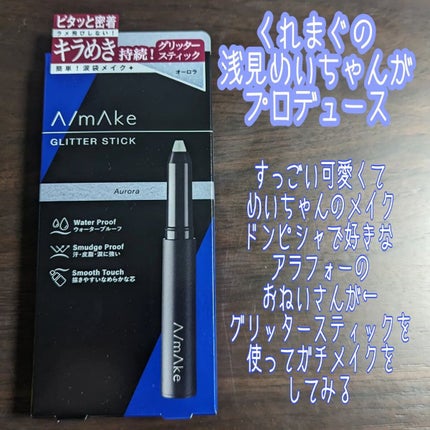 ピタッと密着
ラメ飛びしない!
キラめき持続!
グリッター
スティック
簡単!涙袋メイク+
オーロラ
A/mAke
GLITTER STICK
Aurora
Water Proof
ウォータープルーフ
Smudge Proof
汗・皮脂・涙に強い
Smooth Touch
描きやすいなめらかな芯
A/mAke
くれまぐの
浅見めいちゃんが
プロデュース
すっごい可愛くて
めいちゃんのメイク
ドンピシャで好きな
アラフォーの
おねいさんが←
グリッタースティックを
使ってガチメイクを
してみる